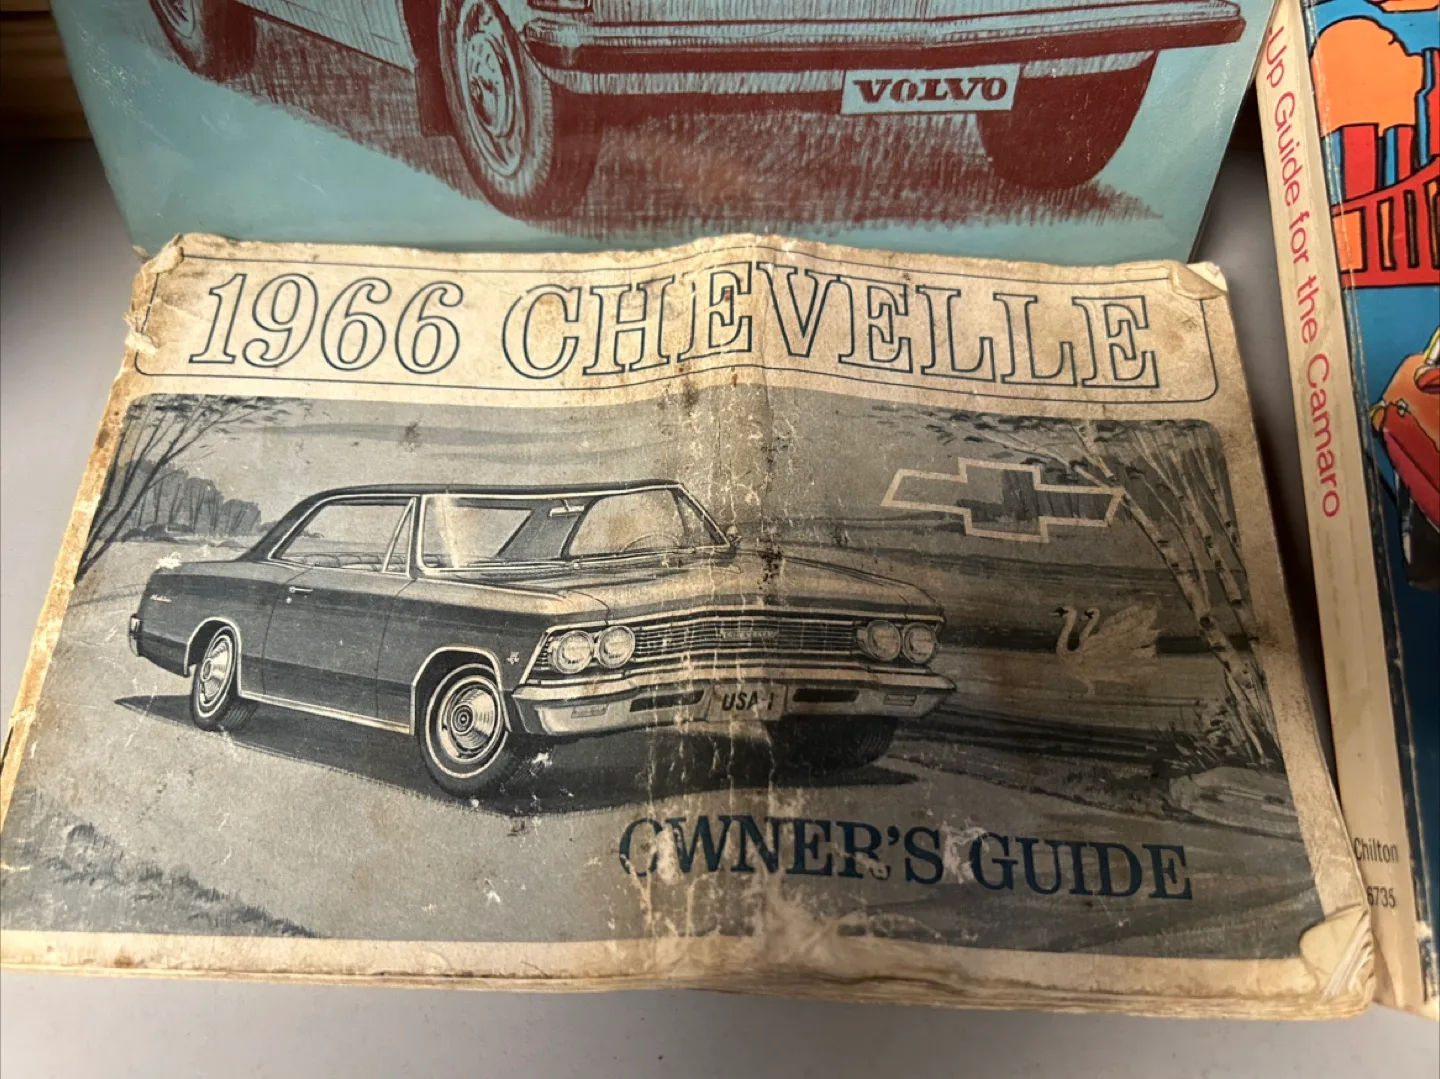 VOLVO
-Up Guide for the Camaro
1966 CHEVELLE
USA-1
OWNER'S GUIDE
Chilton
6735